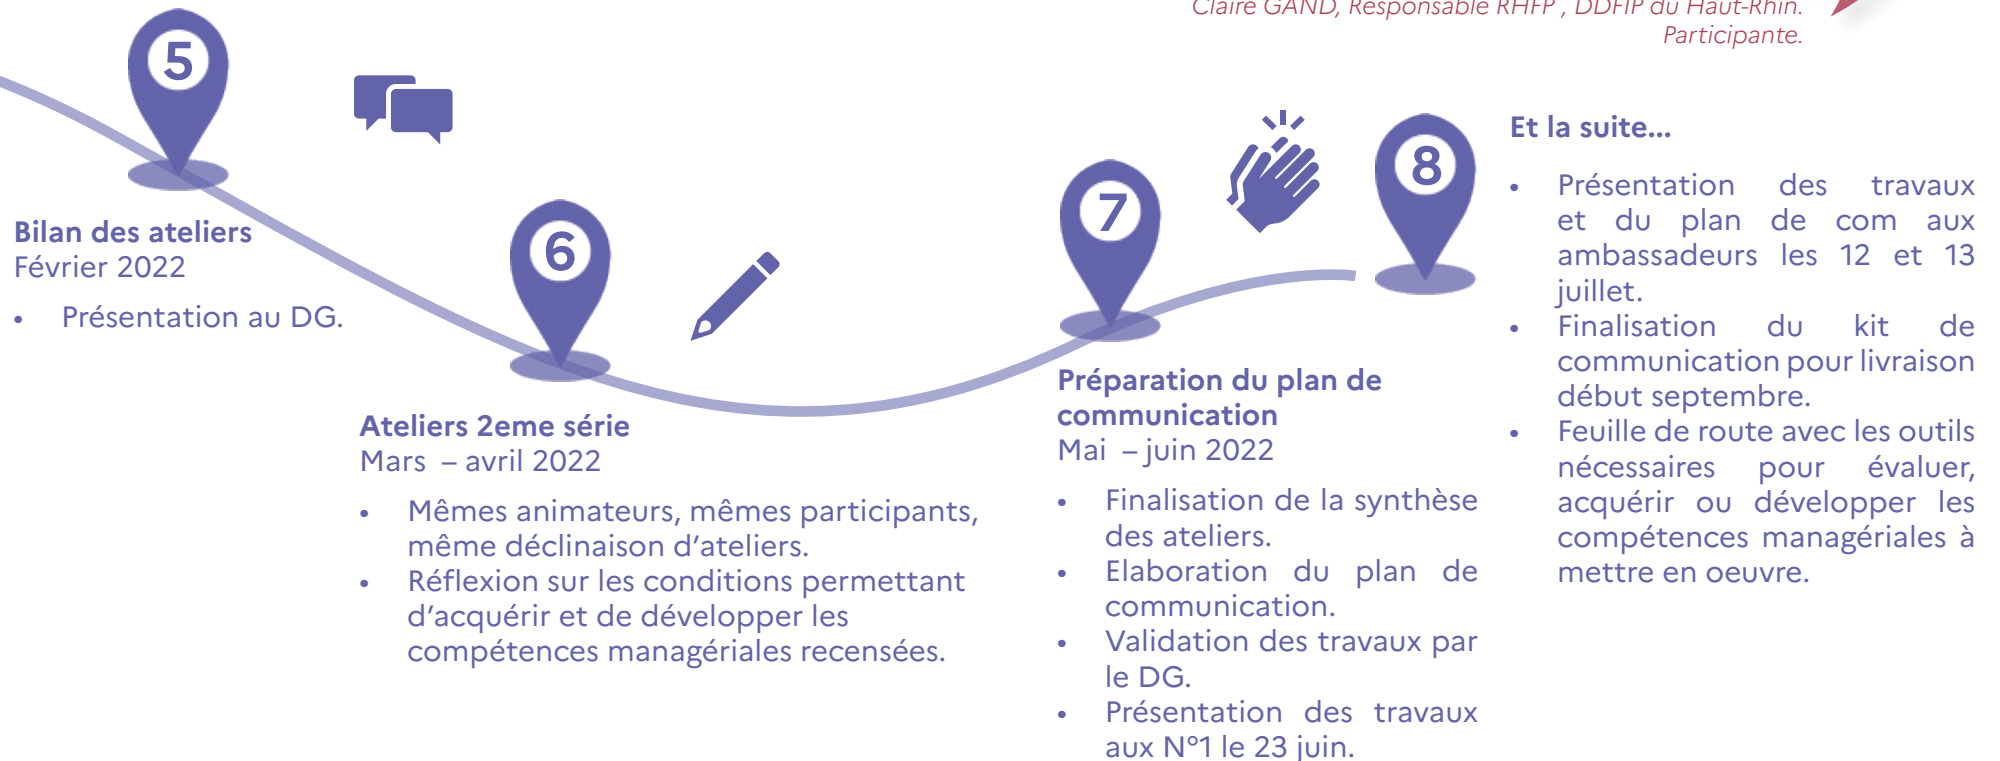 Claire GAND, Responsable RHFP , DDFIP du Haut-Rhin.
Participante.
5
Bilan des ateliers
Février 2022
• Présentation au DG.
6
Ateliers 2eme série
Mars – avril 2022
• Mêmes animateurs, mêmes participants,
même déclinaison d’ateliers.
• Réflexion sur les conditions permettant
d’acquérir et de développer les
compétences managériales recensées.
7
Préparation du plan de
communication
Mai – juin 2022
• Finalisation de la synthèse
des ateliers.
• Elaboration du plan de
communication.
• Validation des travaux par
le DG.
• Présentation des travaux
aux N°1 le 23 juin.
8
Et la suite...
• Présentation des travaux
et du plan de com aux
ambassadeurs les 12 et 13
juillet.
• Finalisation du kit de
communication pour livraison
début septembre.
• Feuille de route avec les outils
nécessaires pour évaluer,
acquérir ou développer les
compétences managériales à
mettre en oeuvre.